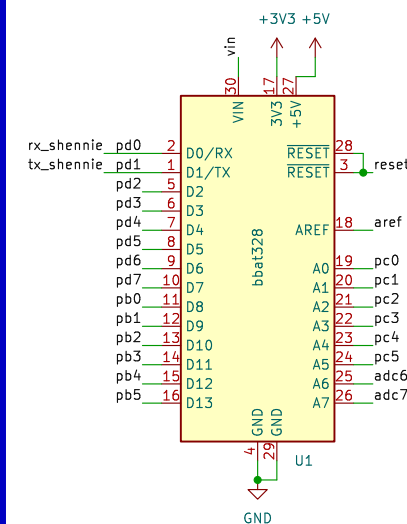 +3V3 +5V
vin
30 17 27
VIN 3V3 +5V
rx_shennie pd0 2 D0/RX RESET 28
tx_shennie pd1 1 D1/TX RESET 3 reset
pd2 5 D2
pd3 6 D3
pd4 7 D4 AREF 18 aref
pd5 8 D5
pd6 9 D6 A0 19 pc0
pd7 10 D7 A1 20 pc1
pb0 11 D8 A2 21 pc2
pb1 12 D9 A3 22 pc3
pb2 13 D10 A4 23 pc4
pb3 14 D11 A5 24 pc5
pb4 15 D12 A6 25 adc6
pb5 16 D13 A7 26 adc7
bbat328
GND GND
4 29 U1
GND